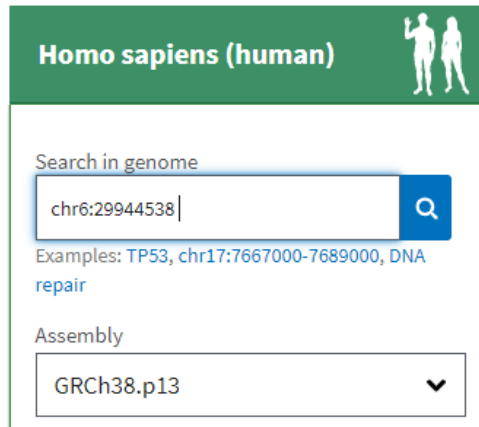 Homo sapiens (human)
Search in genome
chr6:29944538
Examples: TP53, chr17:7667000-7689000, DNA
repair
Assembly
GRCh38.p13